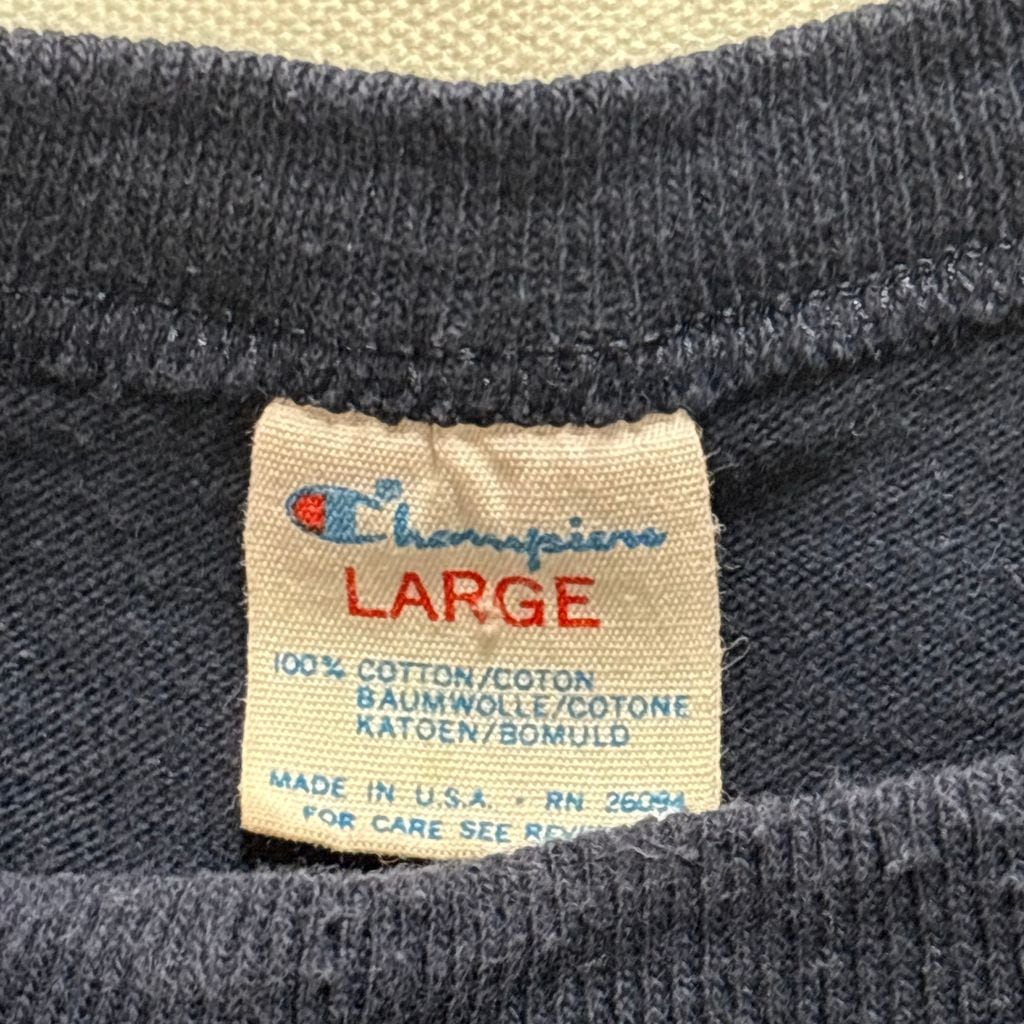 Champion
LARGE
100% COTTON/COTON
BAUMWOLLE/COTONE
KATOEN/BOMULD
MADE IN U.S.A. · RN 26094
FOR CARE SEE